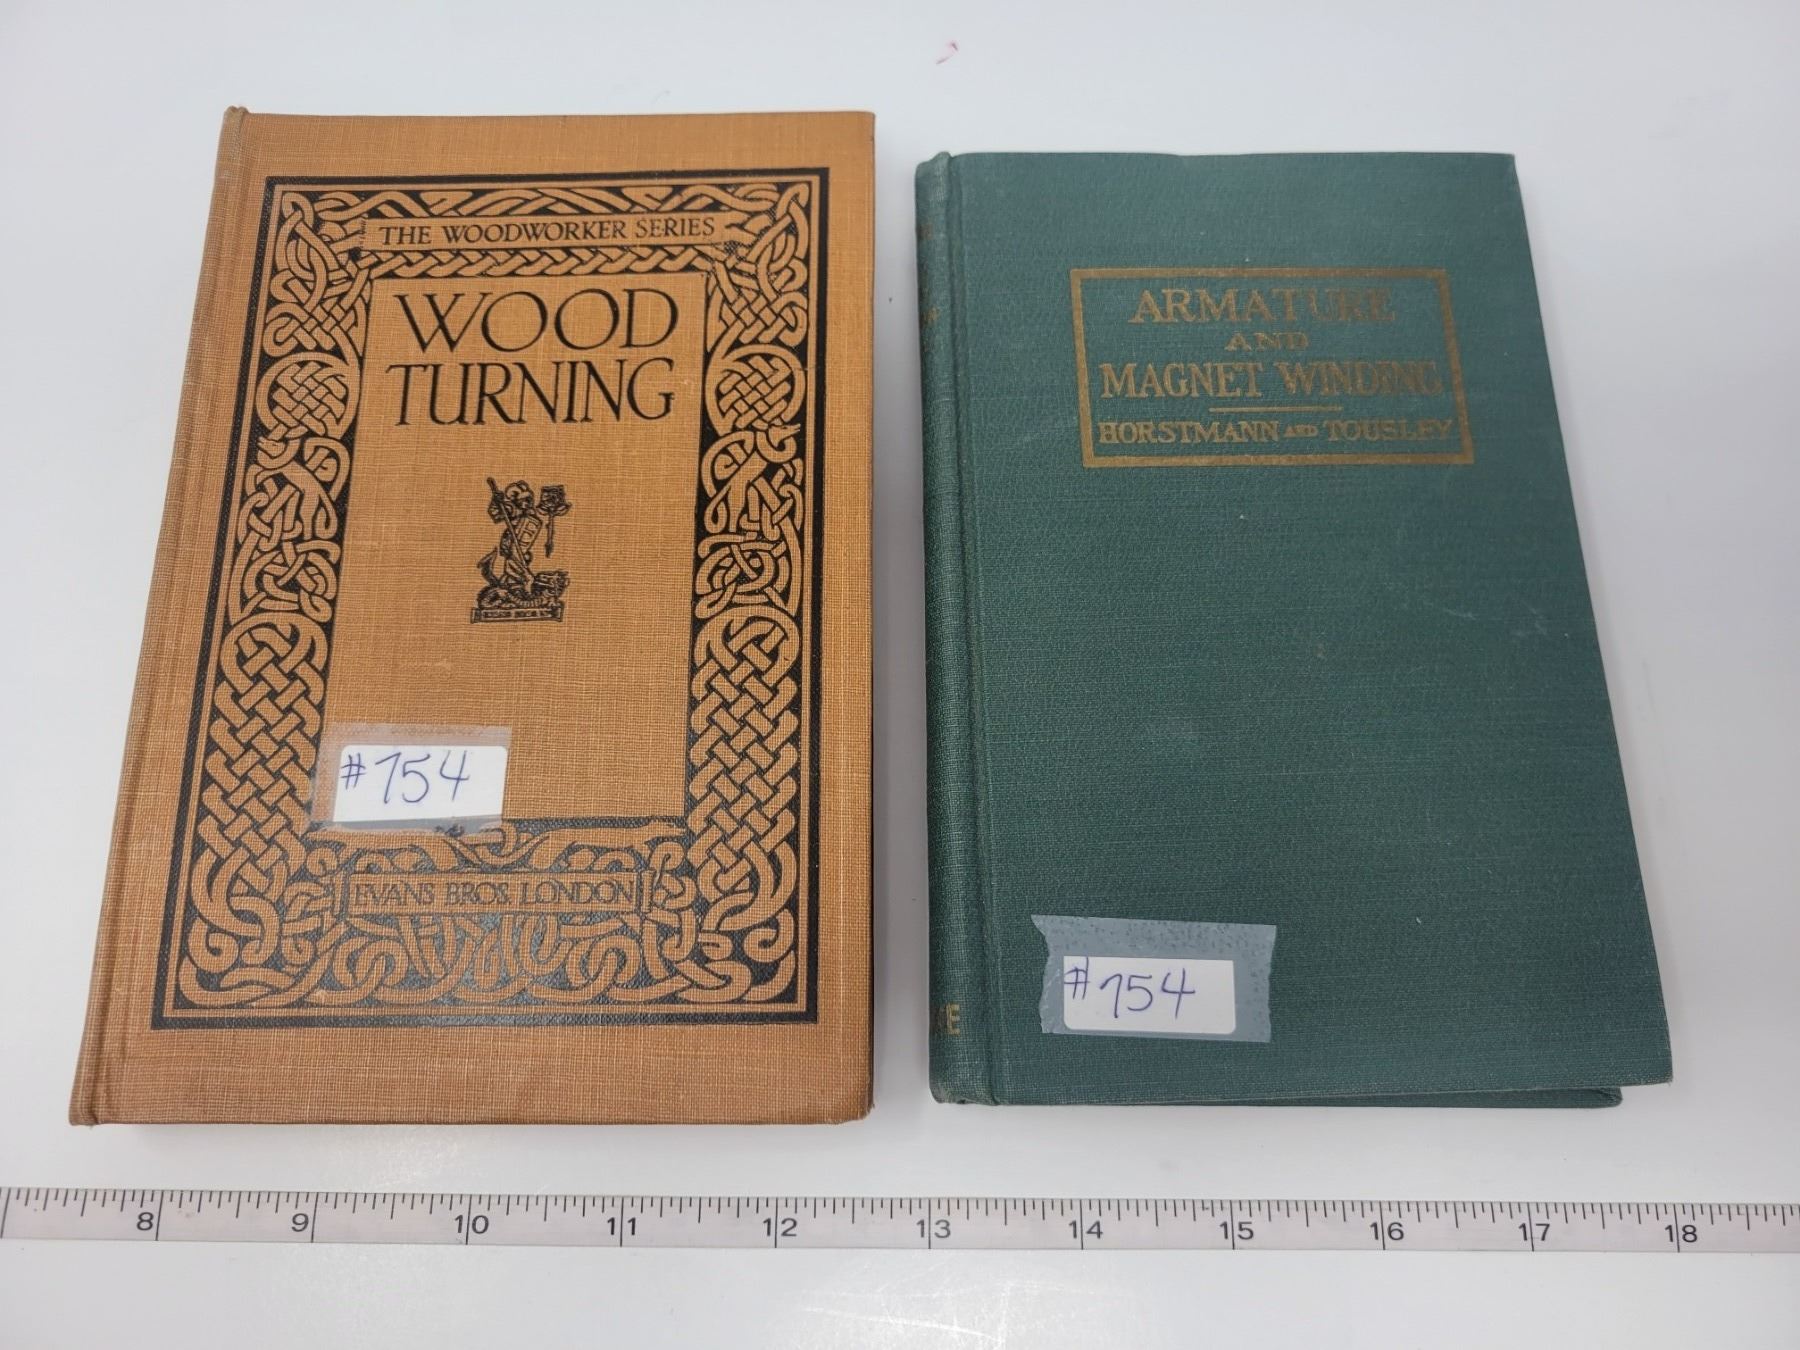 THE WOODWORKER SERIES
WOOD
TURNING
#754
EVANS BROS. LONDON
ARMATURE
AND
MAGNET WINDING
HORSTMANN AND TOUSLEY
#754
8 9 10 11 12 13 14 15 16 17 18